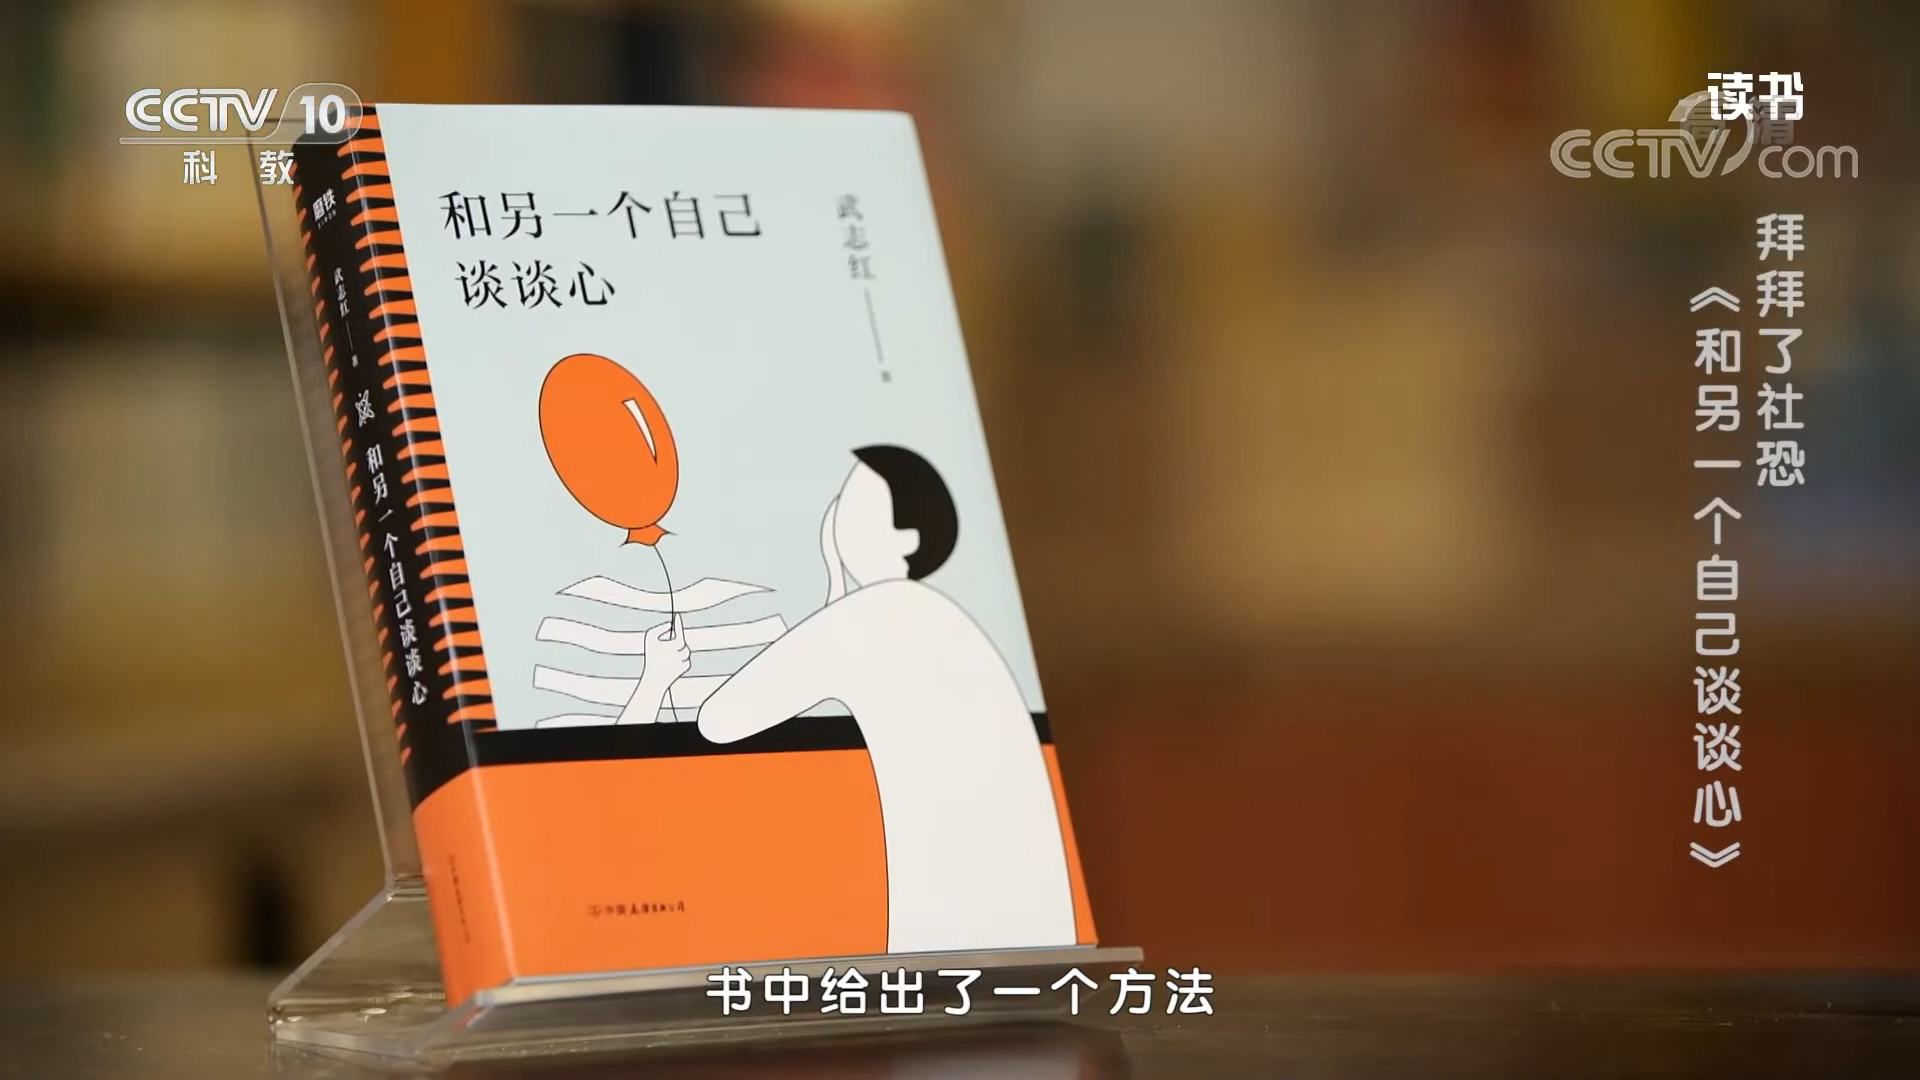 CCTV 10
科 教
读书
高清
CCTV.com
拜拜了社恐
《和另一个自己谈谈心》
和另一个自己
谈谈心
武志红
著
磨铁
武志红
著
和另一个自己谈谈心
书中给出了一个方法